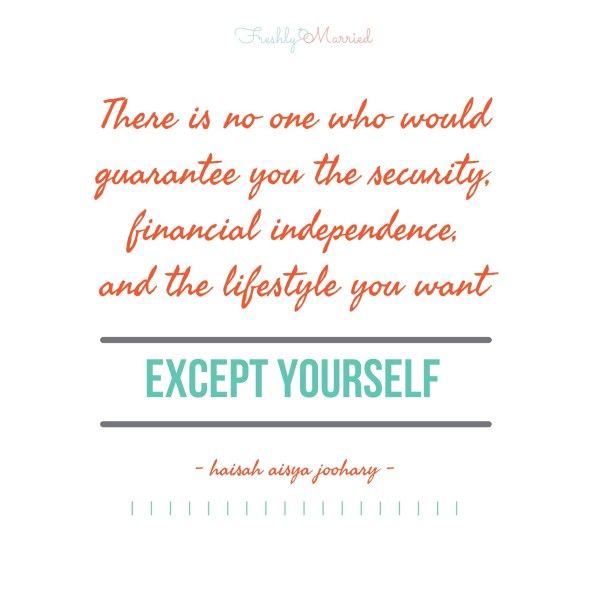 Freshly Married
There is no one who would
guarantee you the security,
financial independence,
and the lifestyle you want
EXCEPT YOURSELF
- haisah aisya joohary -